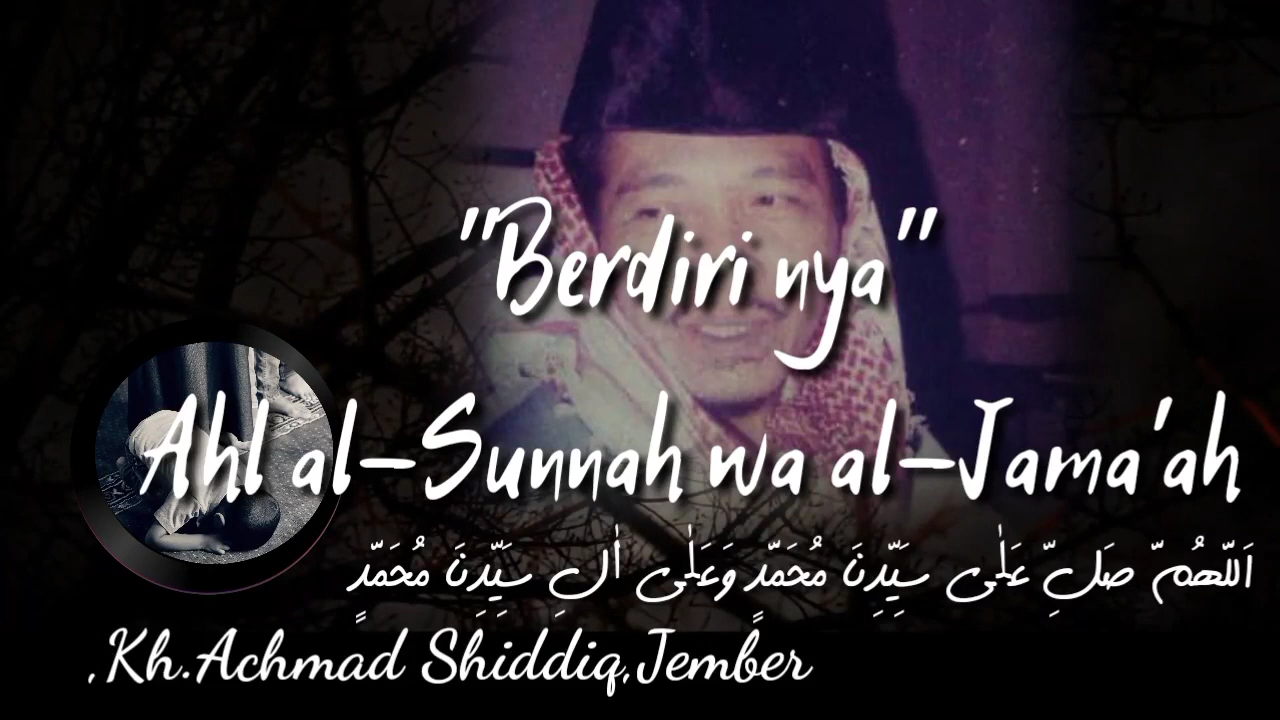 "Berdiri nya"
Ahl al-Sunnah wa al-Jama'ah
اَللّٰهُمَّ صَلِّ عَلٰى سَيِّدِنَا مُحَمَّدٍ وَعَلٰى اٰلِ سَيِّدِنَا مُحَمَّدٍ
,Kh.Achmad Shiddiq,Jember